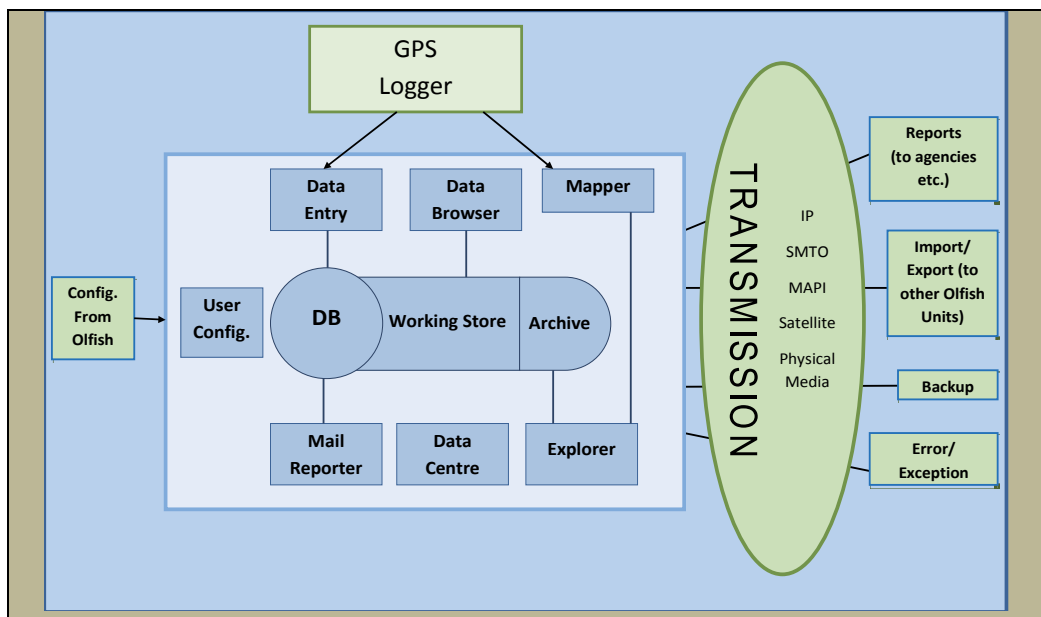 GPS
Logger
Data
Entry
Data
Browser
Mapper
Config.
From
Olfish
User
Config.
DB
Working Store
Archive
Mail
Reporter
Data
Centre
Explorer
TRANSMISSION
IP
SMTO
MAPI
Satellite
Physical
Media
Reports
(to agencies
etc.)
Import/
Export (to
other Olfish
Units)
Backup
Error/
Exception